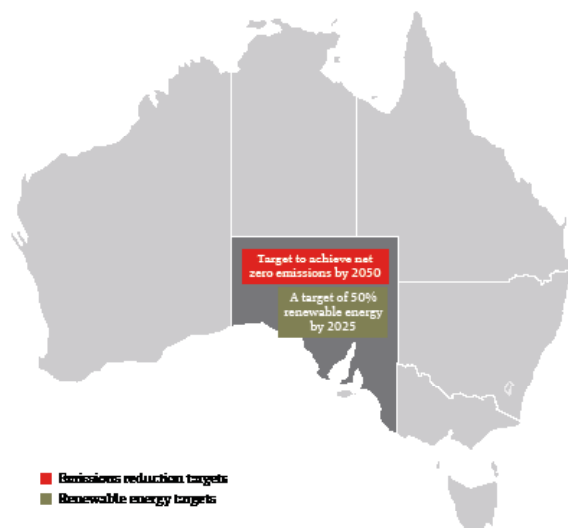 Target to achieve net
zero emissions by 2050
A target of 50%
renewable energy
by 2025
Emissions reduction targets
Renewable energy targets